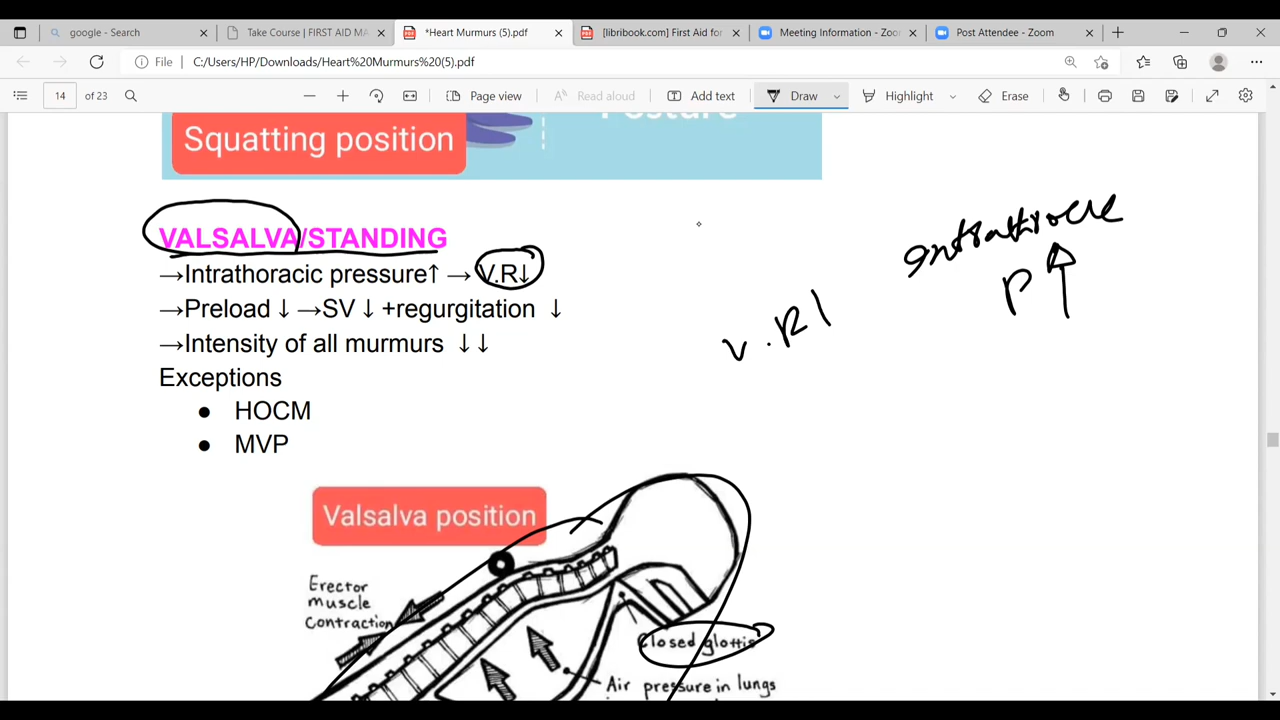 google - Search
Take Course | FIRST AID MA
*Heart Murmurs (5).pdf
[libribook.com] First Aid for
Meeting Information - Zoo
Post Attendee - Zoom
File C:/Users/HP/Downloads/Heart%20Murmurs%20(5).pdf
14 of 23 Page view Read aloud Add text Draw Highlight Erase
Posture
Squatting position
VALSALVA/STANDING
→Intrathoracic pressure↑ → V.R↓
→Preload ↓ →SV ↓ +regurgitation ↓
→Intensity of all murmurs ↓↓
Exceptions
● HOCM
● MVP
P ↑
V.R
Valsalva position
Erector
muscle
contraction
Closed glottis
Air pressure in lungs